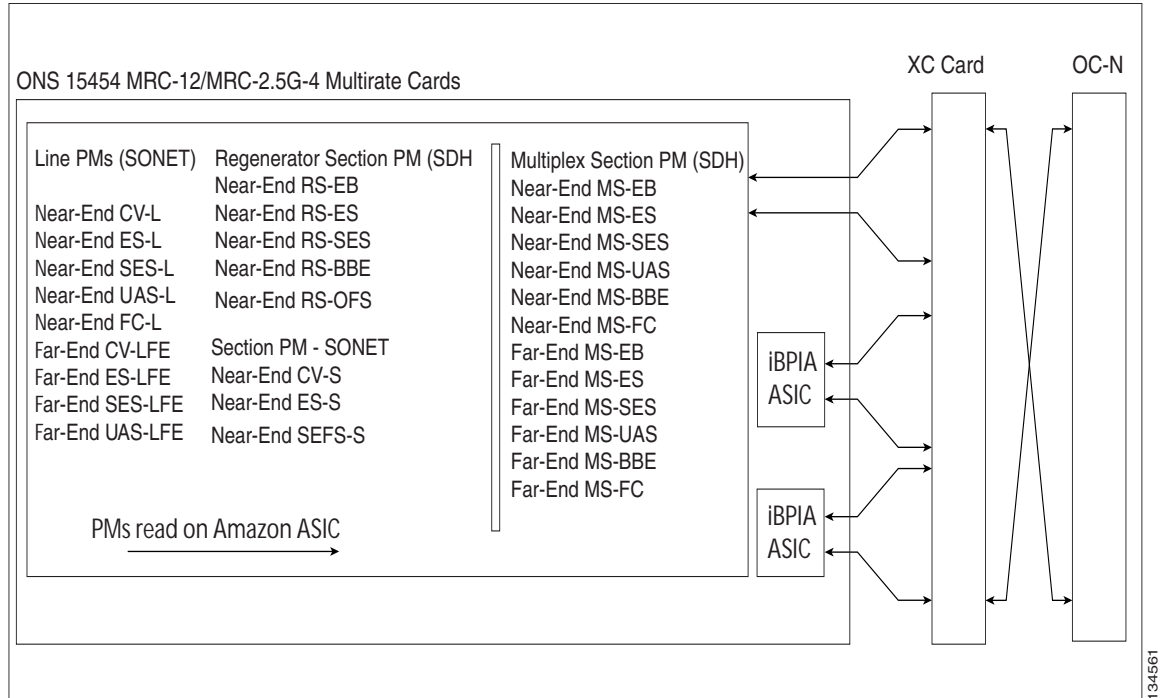 ONS 15454 MRC-12/MRC-2.5G-4 Multirate Cards
XC Card
OC-N
Line PMs (SONET)
Near-End CV-L
Near-End ES-L
Near-End SES-L
Near-End UAS-L
Near-End FC-L
Far-End CV-LFE
Far-End ES-LFE
Far-End SES-LFE
Far-End UAS-LFE
Regenerator Section PM (SDH
Near-End RS-EB
Near-End RS-ES
Near-End RS-SES
Near-End RS-BBE
Near-End RS-OFS
Section PM - SONET
Near-End CV-S
Near-End ES-S
Near-End SEFS-S
Multiplex Section PM (SDH)
Near-End MS-EB
Near-End MS-ES
Near-End MS-SES
Near-End MS-UAS
Near-End MS-BBE
Near-End MS-FC
Far-End MS-EB
Far-End MS-ES
Far-End MS-SES
Far-End MS-UAS
Far-End MS-BBE
Far-End MS-FC
PMs read on Amazon ASIC
iBPIA
ASIC
iBPIA
ASIC
134561